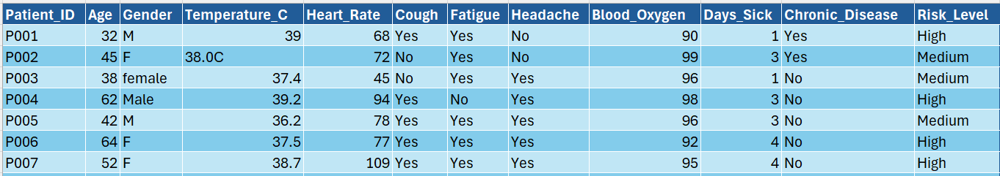 Patient_ID Age Gender Temperature_C Heart_Rate Cough Fatigue Headache Blood_Oxygen Days_Sick Chronic_Disease Risk_Level
P001 32 M 39 68 Yes Yes No 90 1 Yes High
P002 45 F 38.0C 72 No Yes No 99 3 Yes Medium
P003 38 female 37.4 45 No Yes Yes 96 1 No Medium
P004 62 Male 39.2 94 Yes No Yes 98 3 No High
P005 42 M 36.2 78 Yes Yes Yes 96 3 No Medium
P006 64 F 37.5 77 Yes Yes Yes 92 4 No High
P007 52 F 38.7 109 Yes Yes Yes 95 4 No High